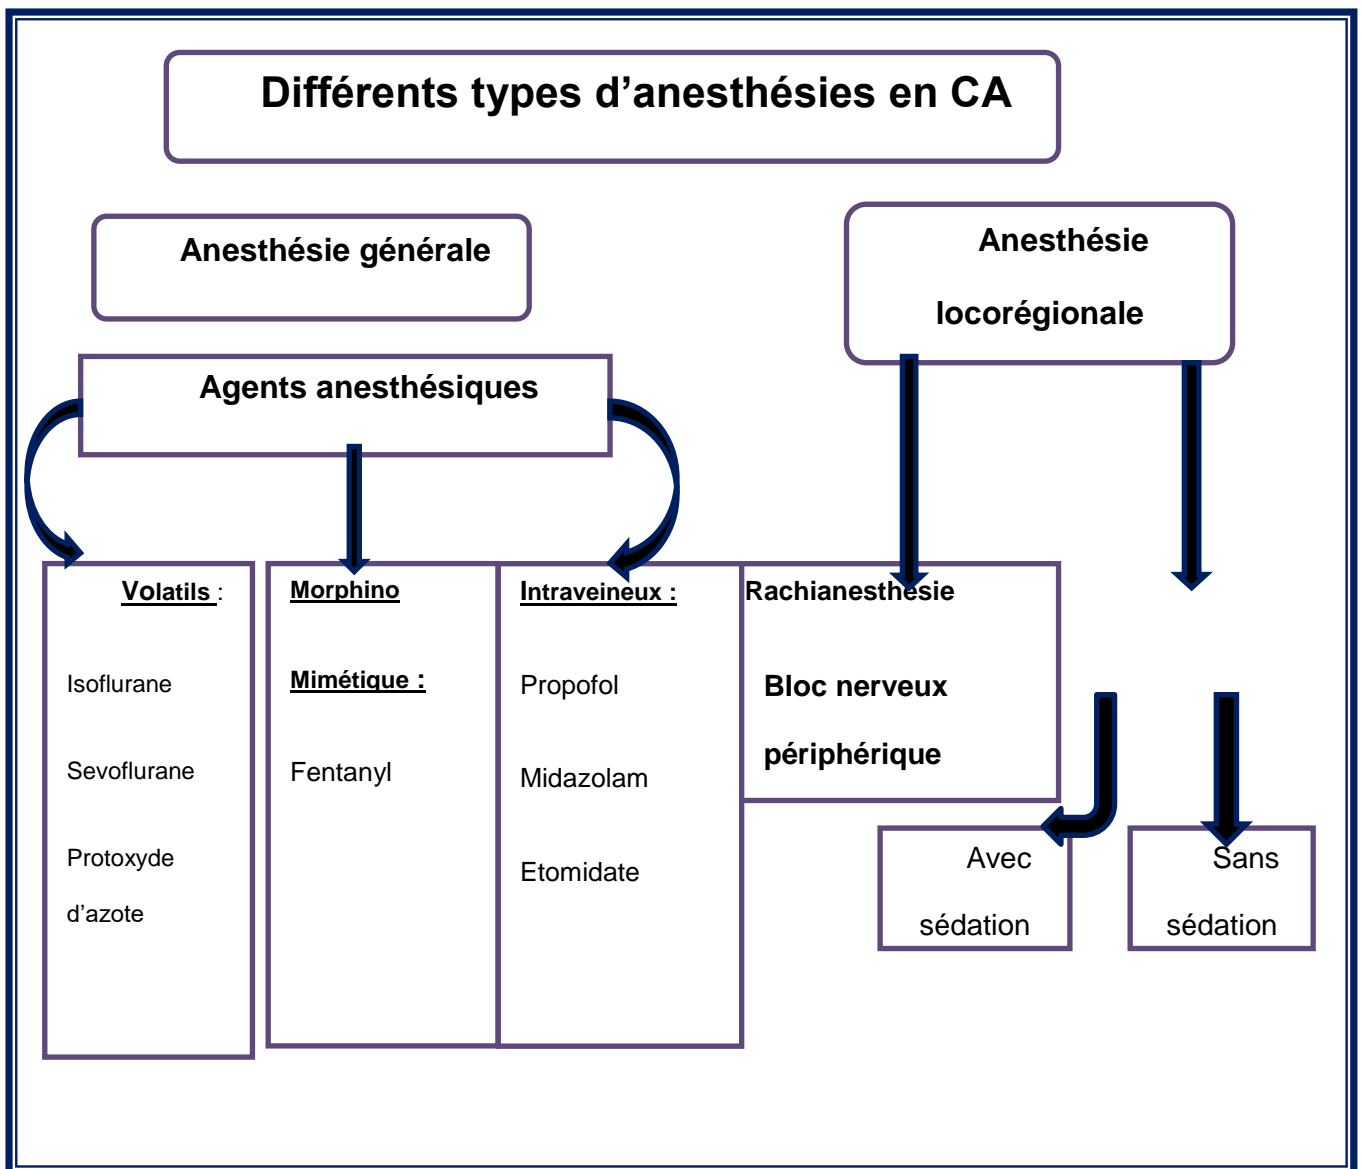 Différents types d’anesthésies en CA
Anesthésie générale
Anesthésie
locorégionale
Agents anesthésiques
Volatils :
Isoflurane
Sevoflurane
Protoxyde
d’azote
Morphino
Mimétique :
Fentanyl
Intraveineux :
Propofol
Midazolam
Etomidate
Rachianesthésie
Bloc nerveux
périphérique
Avec
sédation
Sans
sédation